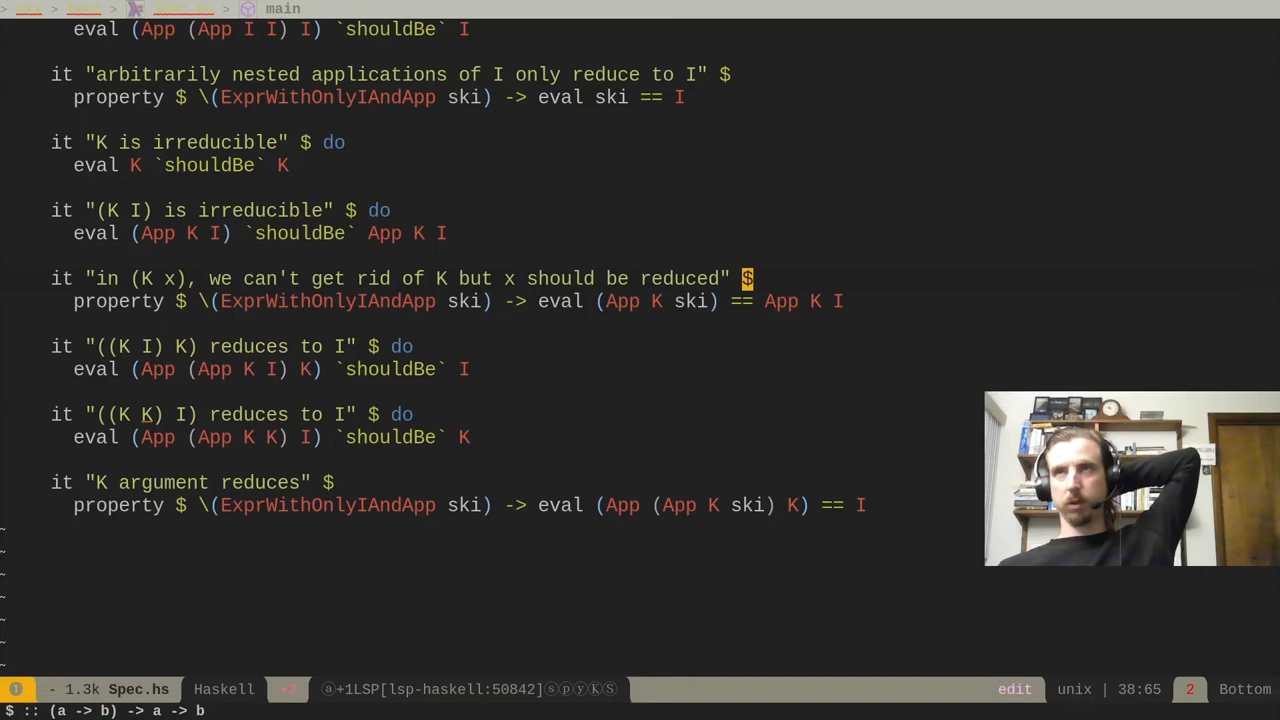 main
eval (App (App I I) I) `shouldBe` I
it "arbitrarily nested applications of I only reduce to I" $
property $ \(ExprWithOnlyIAndApp ski) -> eval ski == I
it "K is irreducible" $ do
eval K `shouldBe` K
it "(K I) is irreducible" $ do
eval (App K I) `shouldBe` App K I
it "in (K x), we can't get rid of K but x should be reduced" $
property $ \(ExprWithOnlyIAndApp ski) -> eval (App K ski) == App K I
it "((K I) K) reduces to I" $ do
eval (App (App K I) K) `shouldBe` I
it "((K K) I) reduces to I" $ do
eval (App (App K K) I) `shouldBe` K
it "K argument reduces" $
property $ \(ExprWithOnlyIAndApp ski) -> eval (App (App K ski) K) == I
~
~
~
~
~
~
~
❶ - 1.3k Spec.hs Haskell ⓐ+1LSP[lsp-haskell:50842]ⓢⓟⓨⓀⓈ edit unix | 38:65 2 Bottom
$ :: (a -> b) -> a -> b